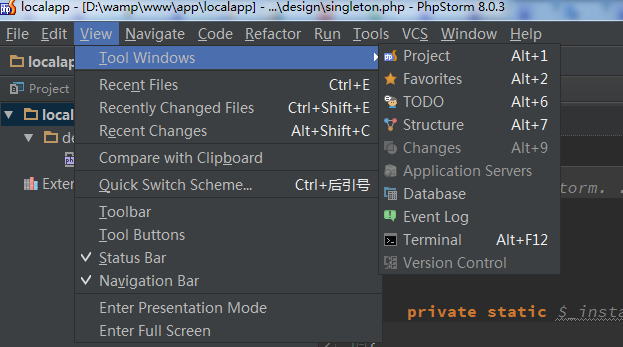 localapp - [D:\wamp\www\app\localapp] - ...\design\singleton.php - PhpStorm 8.0.3
File Edit View Navigate Code Refactor Run Tools VCS Window Help
locala
Project
local
de
Exter
Tool Windows
Recent Files Ctrl+E
Recently Changed Files Ctrl+Shift+E
Recent Changes Alt+Shift+C
Compare with Clipboard
Quick Switch Scheme... Ctrl+后引号
Toolbar
Tool Buttons
Status Bar
Navigation Bar
Enter Presentation Mode
Enter Full Screen
Project Alt+1
Favorites Alt+2
TODO Alt+6
Structure Alt+7
Changes Alt+9
Application Servers
Database
Event Log
Terminal Alt+F12
Version Control
torm. .
private static $_insta